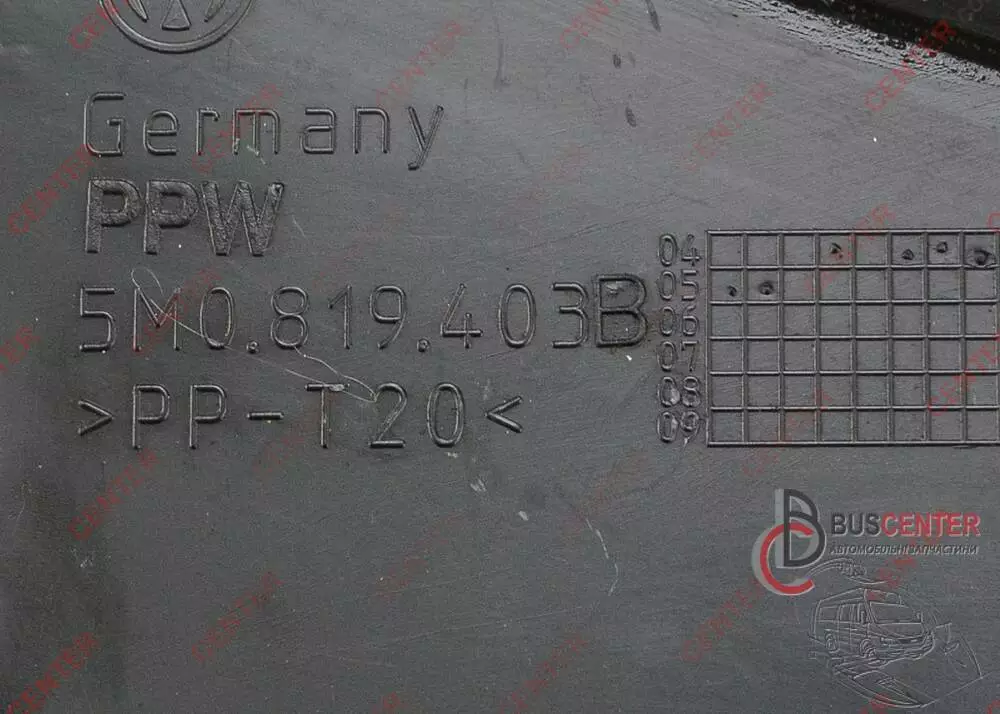 Germany
PPW
5M0.819.403B
>PP-T20<
04
05
06
07
08
09
BUSCENTER
АВТОМОБІЛЬНІ ЗАПЧАСТИНИ